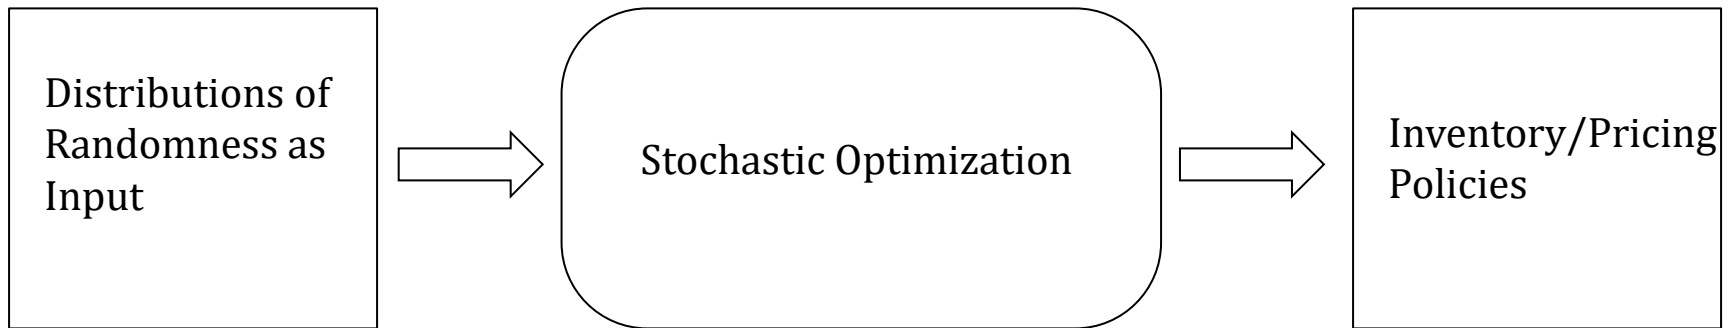 Distributions of
Randomness as
Input
Stochastic Optimization
Inventory/Pricing
Policies